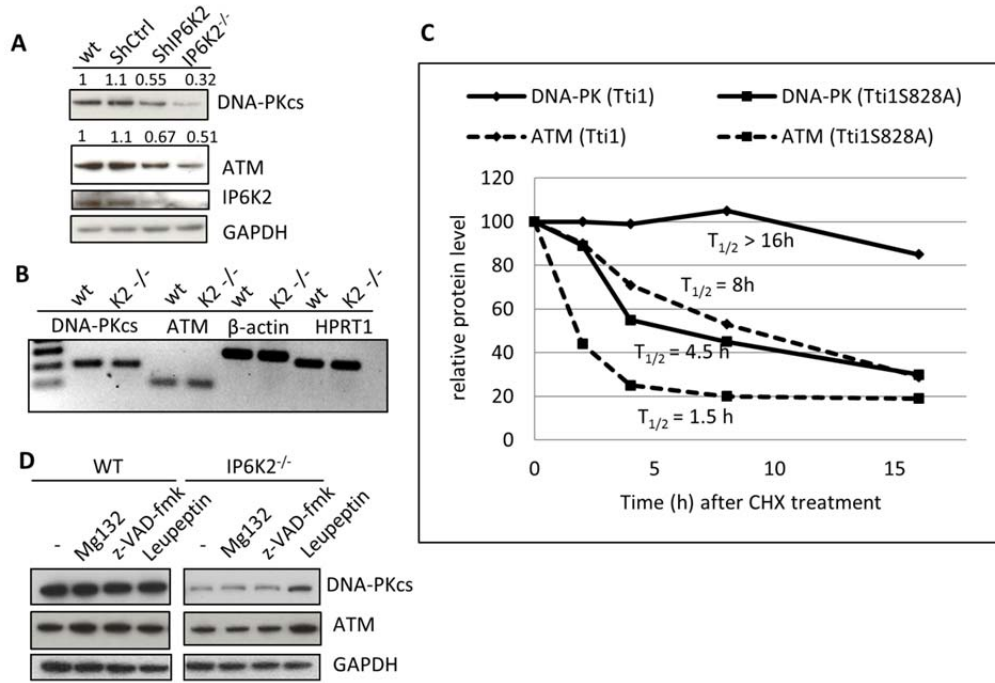 A
wt ShCtrl ShIP6K2 IP6K2-/-
1 1.1 0.55 0.32
DNA-PKcs
1 1.1 0.67 0.51
ATM
IP6K2
GAPDH
B
wt K2 -/- wt K2 -/- wt K2 -/- wt K2 -/-
DNA-PKcs ATM β-actin HPRT1
C
DNA-PK (Tti1) DNA-PK (Tti1S828A)
ATM (Tti1) ATM (Tti1S828A)
relative protein level
120
100
80
60
40
20
0
T1/2 > 16h
T1/2 = 8h
T1/2 = 4.5 h
T1/2 = 1.5 h
0 5 10 15
Time (h) after CHX treatment
D
WT IP6K2-/-
- Mg132 z-VAD-fmk Leupeptin - Mg132 z-VAD-fmk Leupeptin
DNA-PKcs
ATM
GAPDH